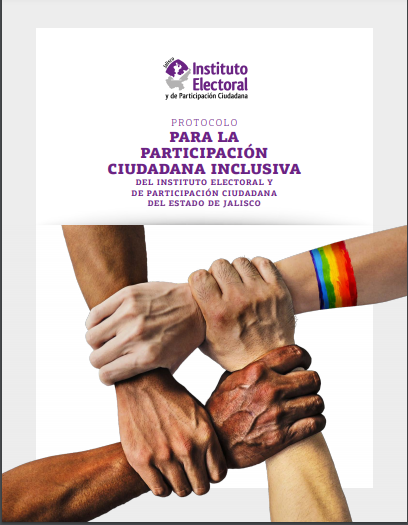 Jalisco
Instituto
Electoral
y de Participación Ciudadana
PROTOCOLO
PARA LA
PARTICIPACIÓN
CIUDADANA INCLUSIVA
DEL INSTITUTO ELECTORAL Y
DE PARTICIPACIÓN CIUDADANA
DEL ESTADO DE JALISCO